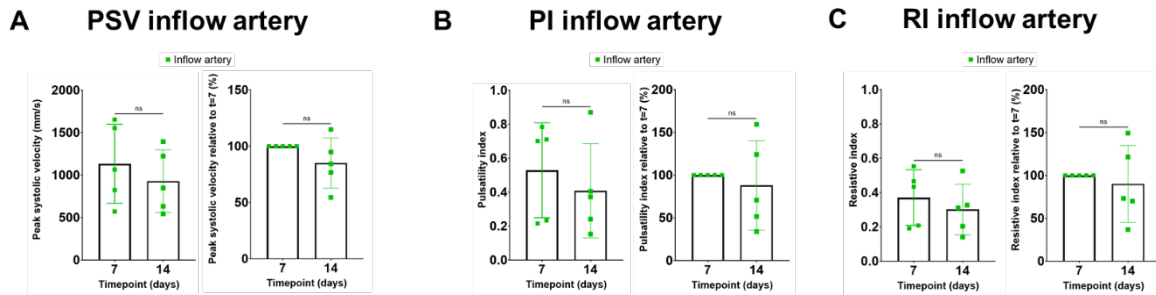 A PSV inflow artery
Inflow artery
Peak systolic velocity (mm/s)
2000
1500
1000
500
0
ns
7 14
Timepoint (days)
Peak systolic velocity relative to t=7 (%)
150
100
50
0
ns
7 14
Timepoint (days)
B PI inflow artery
Inflow artery
Pulsatility index
1.0
0.8
0.6
0.4
0.2
0.0
ns
7 14
Timepoint (days)
Pulsatility index relative to t=7 (%)
200
150
100
50
0
ns
7 14
Timepoint (days)
C RI inflow artery
Inflow artery
Resistive index
1.0
0.8
0.6
0.4
0.2
0.0
ns
7 14
Timepoint (days)
Resistive index relative to t=7 (%)
200
150
100
50
0
ns
7 14
Timepoint (days)